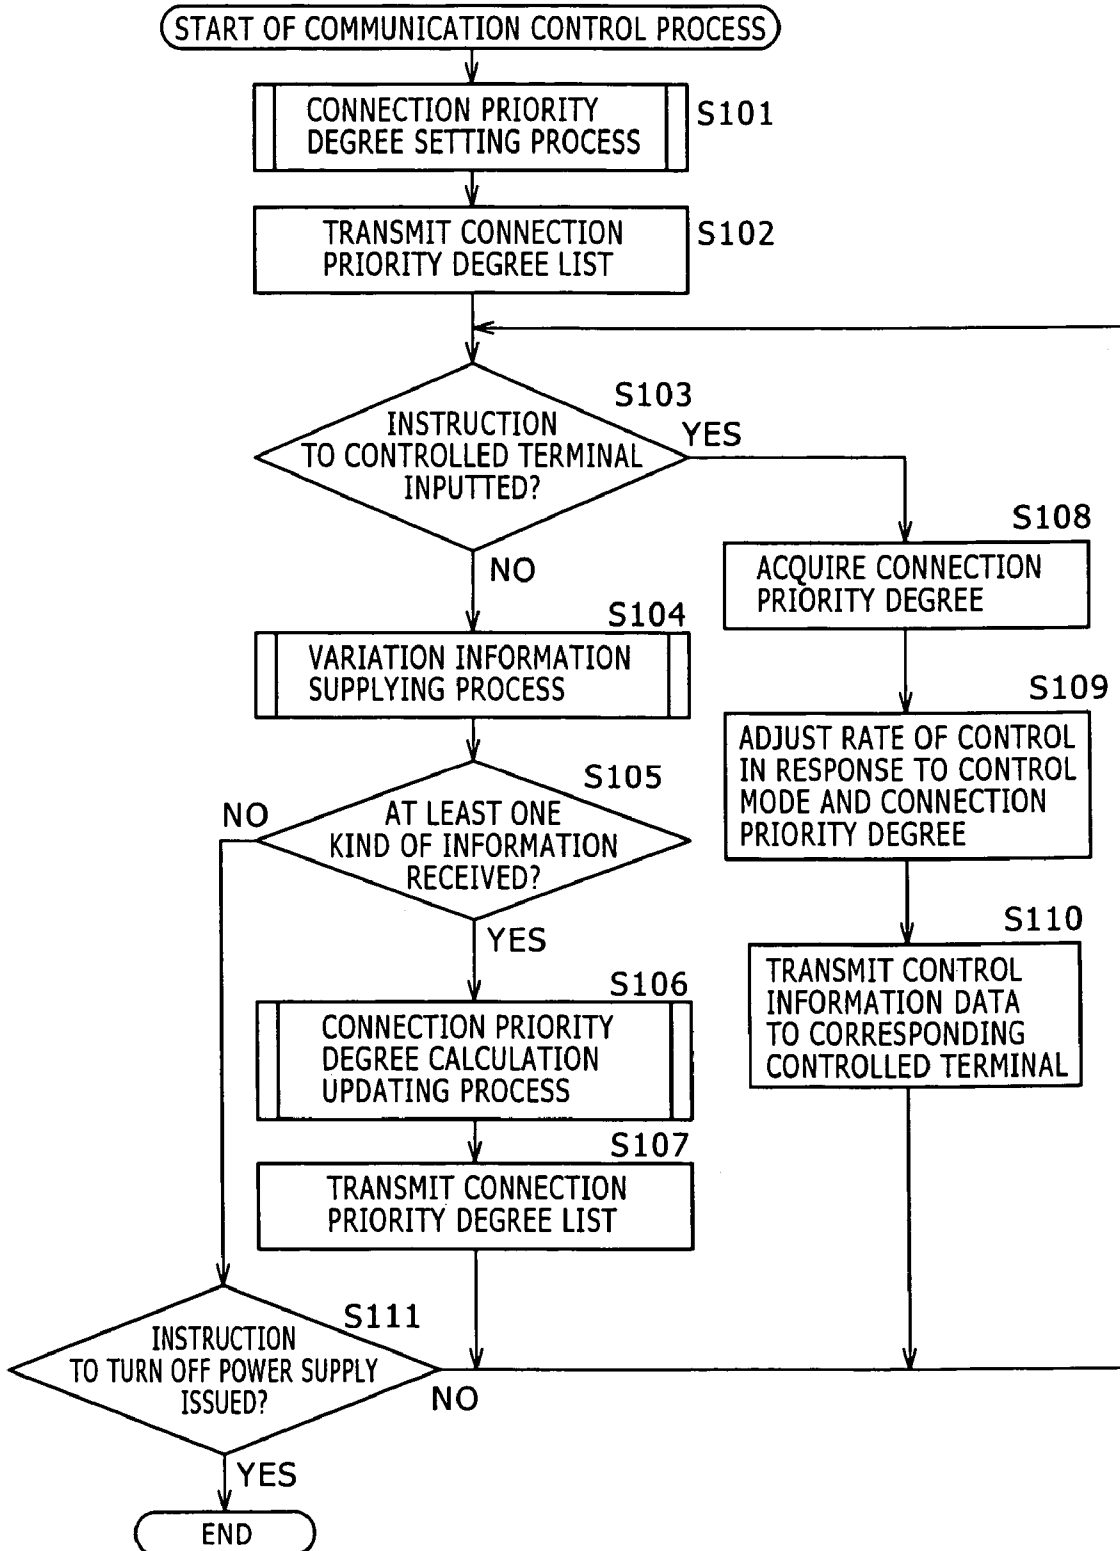 START OF COMMUNICATION CONTROL PROCESS
CONNECTION PRIORITY
DEGREE SETTING PROCESS
S101
TRANSMIT CONNECTION
PRIORITY DEGREE LIST
S102
S103
INSTRUCTION
TO CONTROLLED TERMINAL
INPUTTED?
YES
NO
S104
VARIATION INFORMATION
SUPPLYING PROCESS
S105
AT LEAST ONE
KIND OF INFORMATION
RECEIVED?
NO
YES
S106
CONNECTION PRIORITY
DEGREE CALCULATION
UPDATING PROCESS
S107
TRANSMIT CONNECTION
PRIORITY DEGREE LIST
S108
ACQUIRE CONNECTION
PRIORITY DEGREE
S109
ADJUST RATE OF CONTROL
IN RESPONSE TO CONTROL
MODE AND CONNECTION
PRIORITY DEGREE
S110
TRANSMIT CONTROL
INFORMATION DATA
TO CORRESPONDING
CONTROLLED TERMINAL
S111
INSTRUCTION
TO TURN OFF POWER SUPPLY
ISSUED?
NO
YES
END